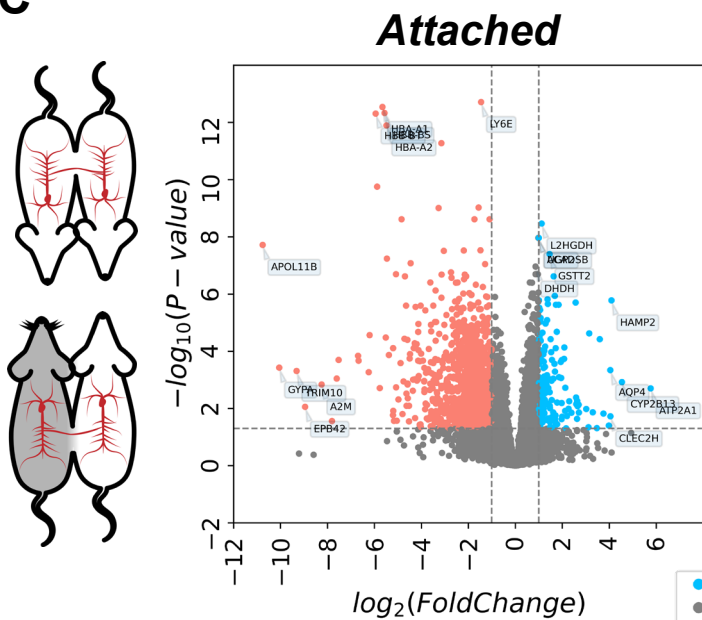 C
Attached
−log10(P − value)
12
10
8
6
4
2
0
−2
LY6E
HBA-A1
HBA-A2
L2HGDH
GSTT2
DHDH
APOL11B
HAMP2
GYPA
TRIM10
A2M
EPB42
AQP4
CYP2B13
ATP2A1
CLEC2H
−12
−10
−8
−6
−4
−2
0
2
4
6
log2(FoldChange)